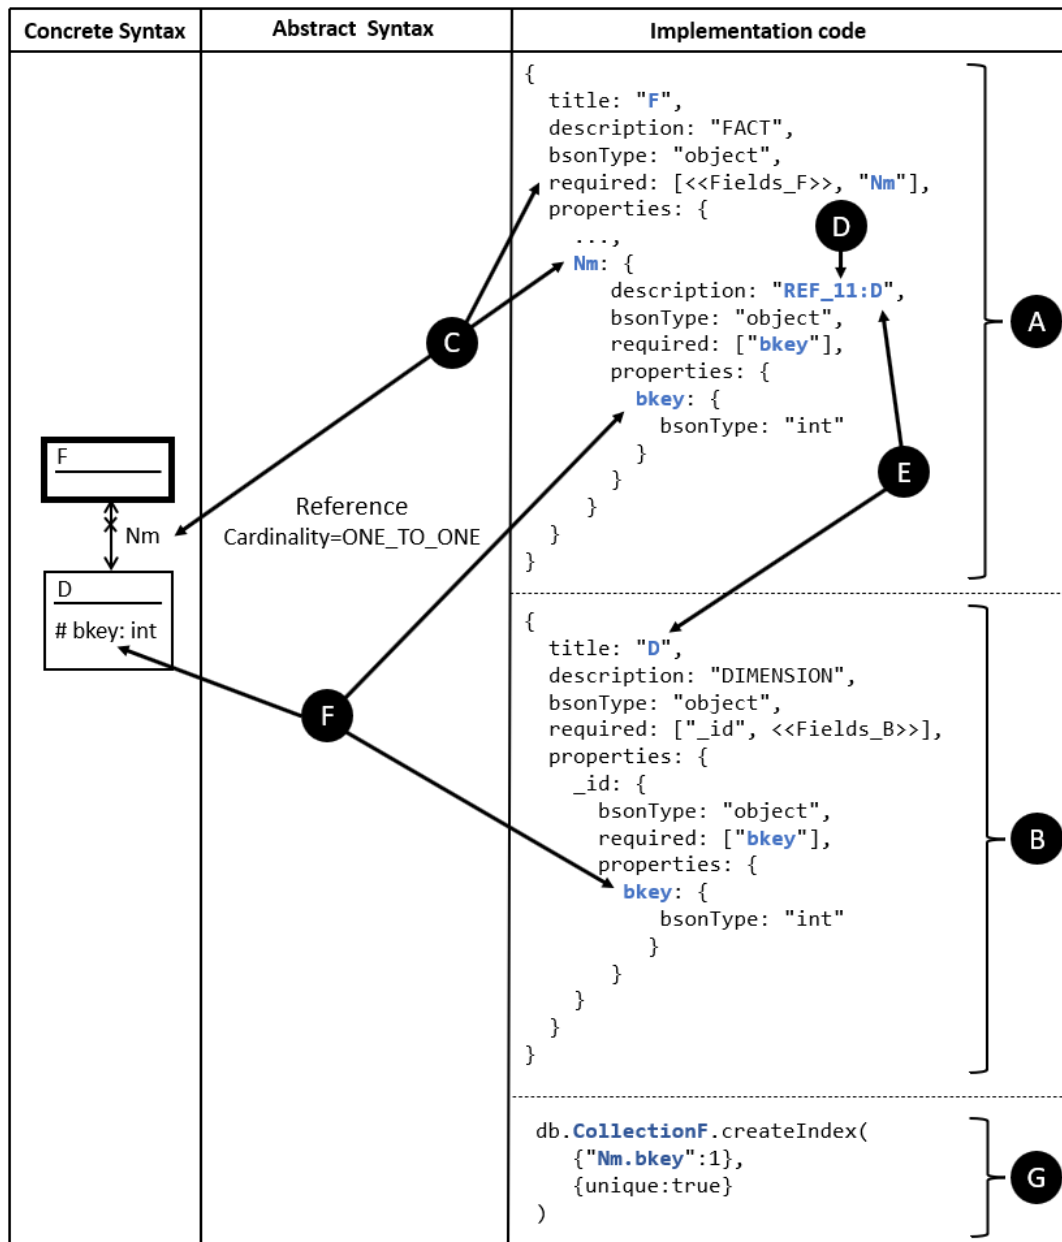 Concrete Syntax
Abstract Syntax
Implementation code
F
Nm
D
# bkey: int
Reference
Cardinality=ONE_TO_ONE
C
F
{
title: "F",
description: "FACT",
bsonType: "object",
required: [<<Fields_F>>, "Nm"],
properties: {
...,
Nm: {
description: "REF_11:D",
bsonType: "object",
required: ["bkey"],
properties: {
bkey: {
bsonType: "int"
}
}
}
}
}
D
E
A
{
title: "D",
description: "DIMENSION",
bsonType: "object",
required: ["_id", <<Fields_B>>],
properties: {
_id: {
bsonType: "object",
required: ["bkey"],
properties: {
bkey: {
bsonType: "int"
}
}
}
}
}
B
db.CollectionF.createIndex(
{"Nm.bkey":1},
{unique:true}
)
G